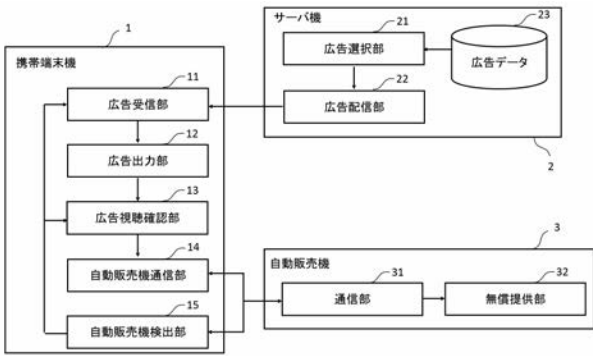 1
携帯端末機
11
広告受信部
12
広告出力部
13
広告視聴確認部
14
自動販売機通信部
15
自動販売機検出部
サーバ機
21
広告選択部
22
広告配信部
23
広告データ
2
3
自動販売機
31
通信部
32
無償提供部